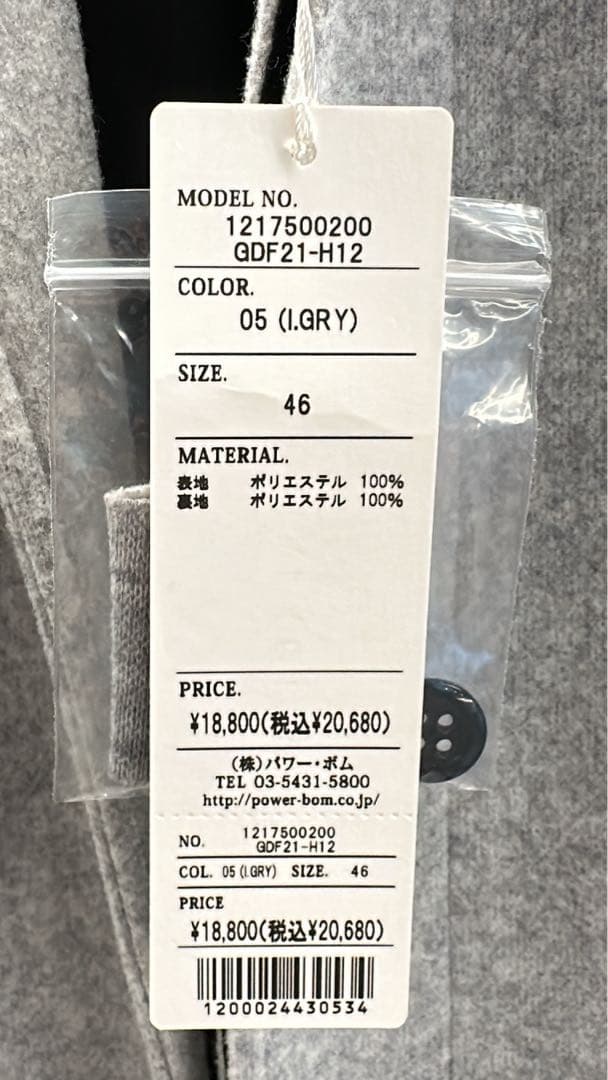 MODEL NO.
1217500200
GDF21-H12
COLOR.
05 (I.GRY)
SIZE.
46
MATERIAL.
表地 ポリエステル 100%
裏地 ポリエステル 100%
PRICE.
¥18,800(税込¥20,680)
(株)パワー・ボム
TEL 03-5431-5800
http://power-bom.co.jp/
NO. 1217500200
GDF21-H12
COL. 05 (I.GRY) SIZE. 46
PRICE
¥18,800(税込¥20,680)
1200024430534